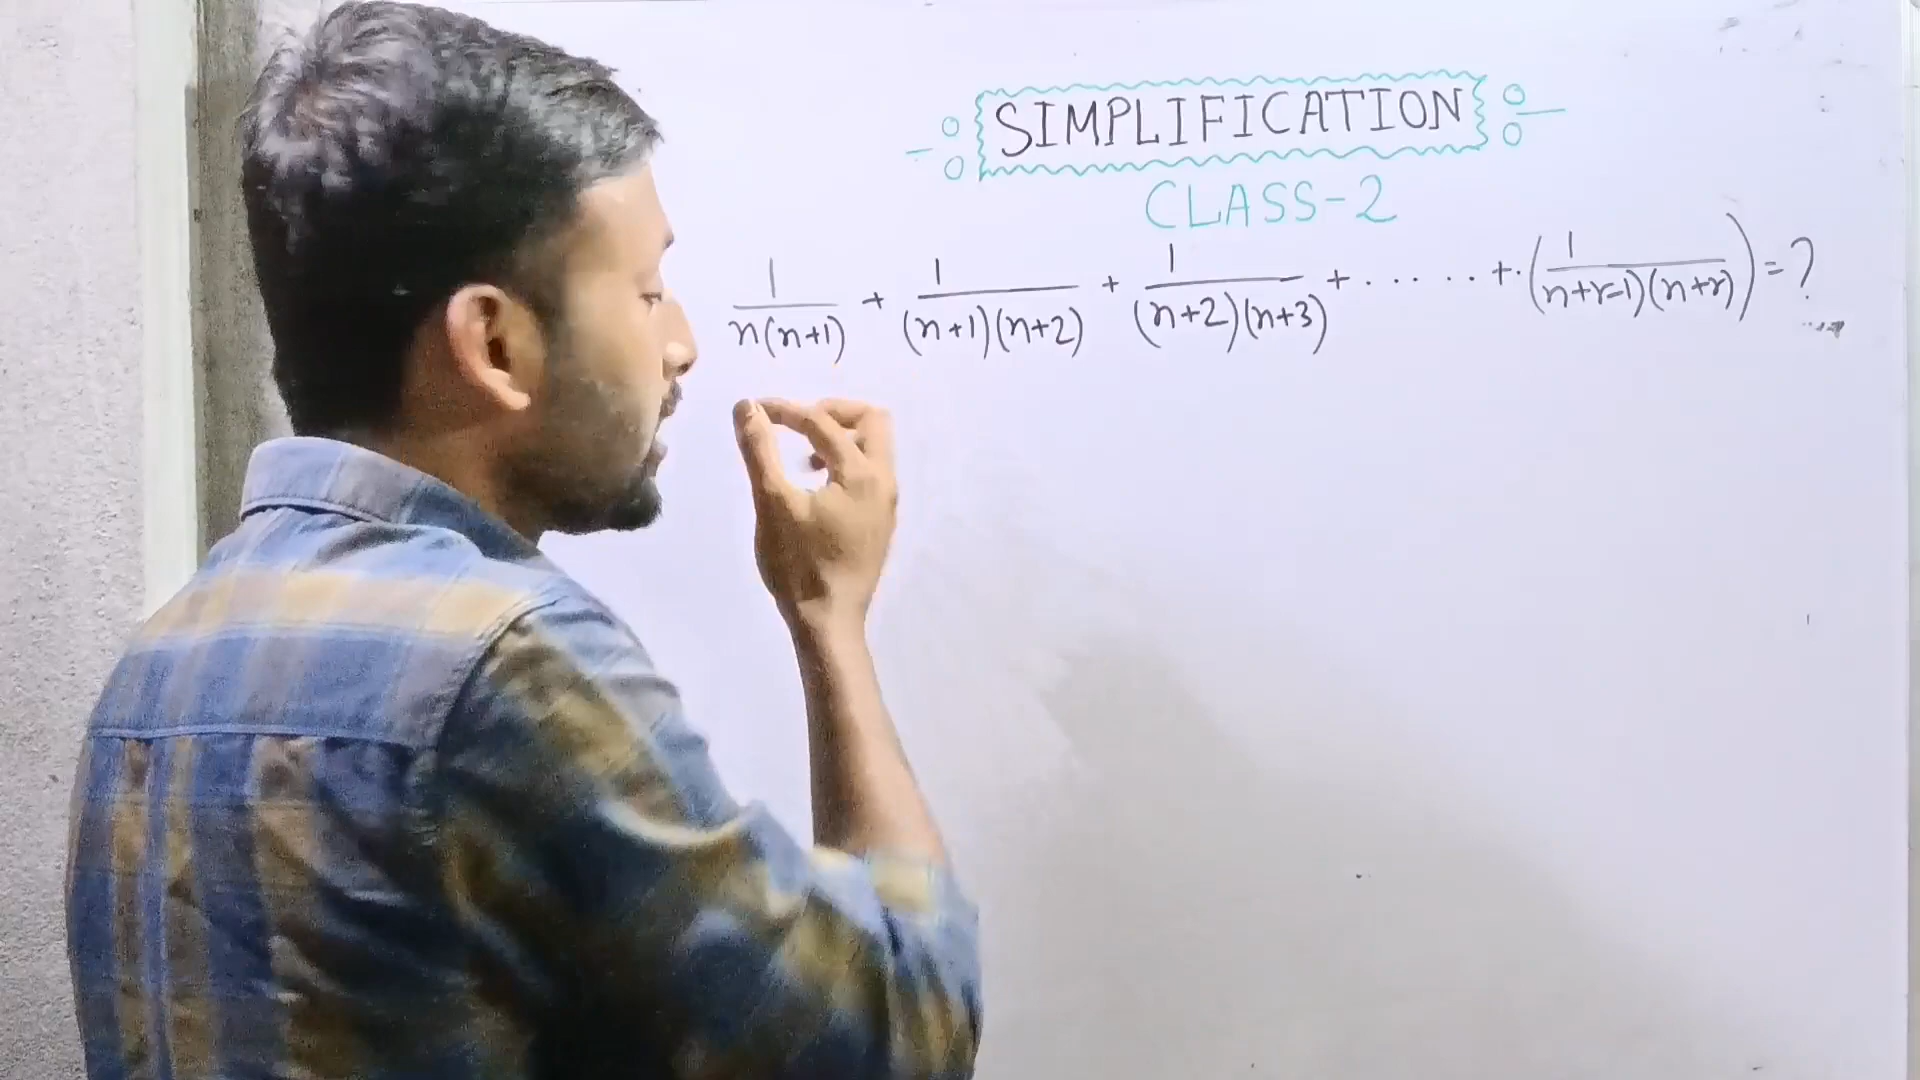 SIMPLIFICATION
CLASS-2
1/n(n+1) + 1/(n+1)(n+2) + 1/(n+2)(n+3) + ...... +.(1/(n+r-1)(n+r)) = ?